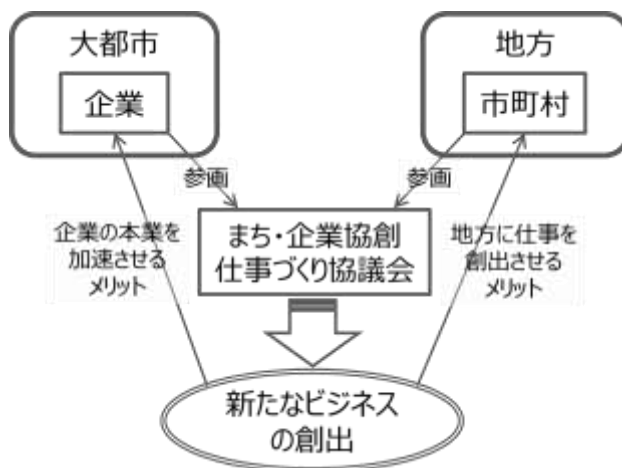 大都市
企業
地方
市町村
参画
参画
まち・企業協創
仕事づくり協議会
企業の本業を
加速させる
メリット
地方に仕事を
創出させる
メリット
新たなビジネス
の創出